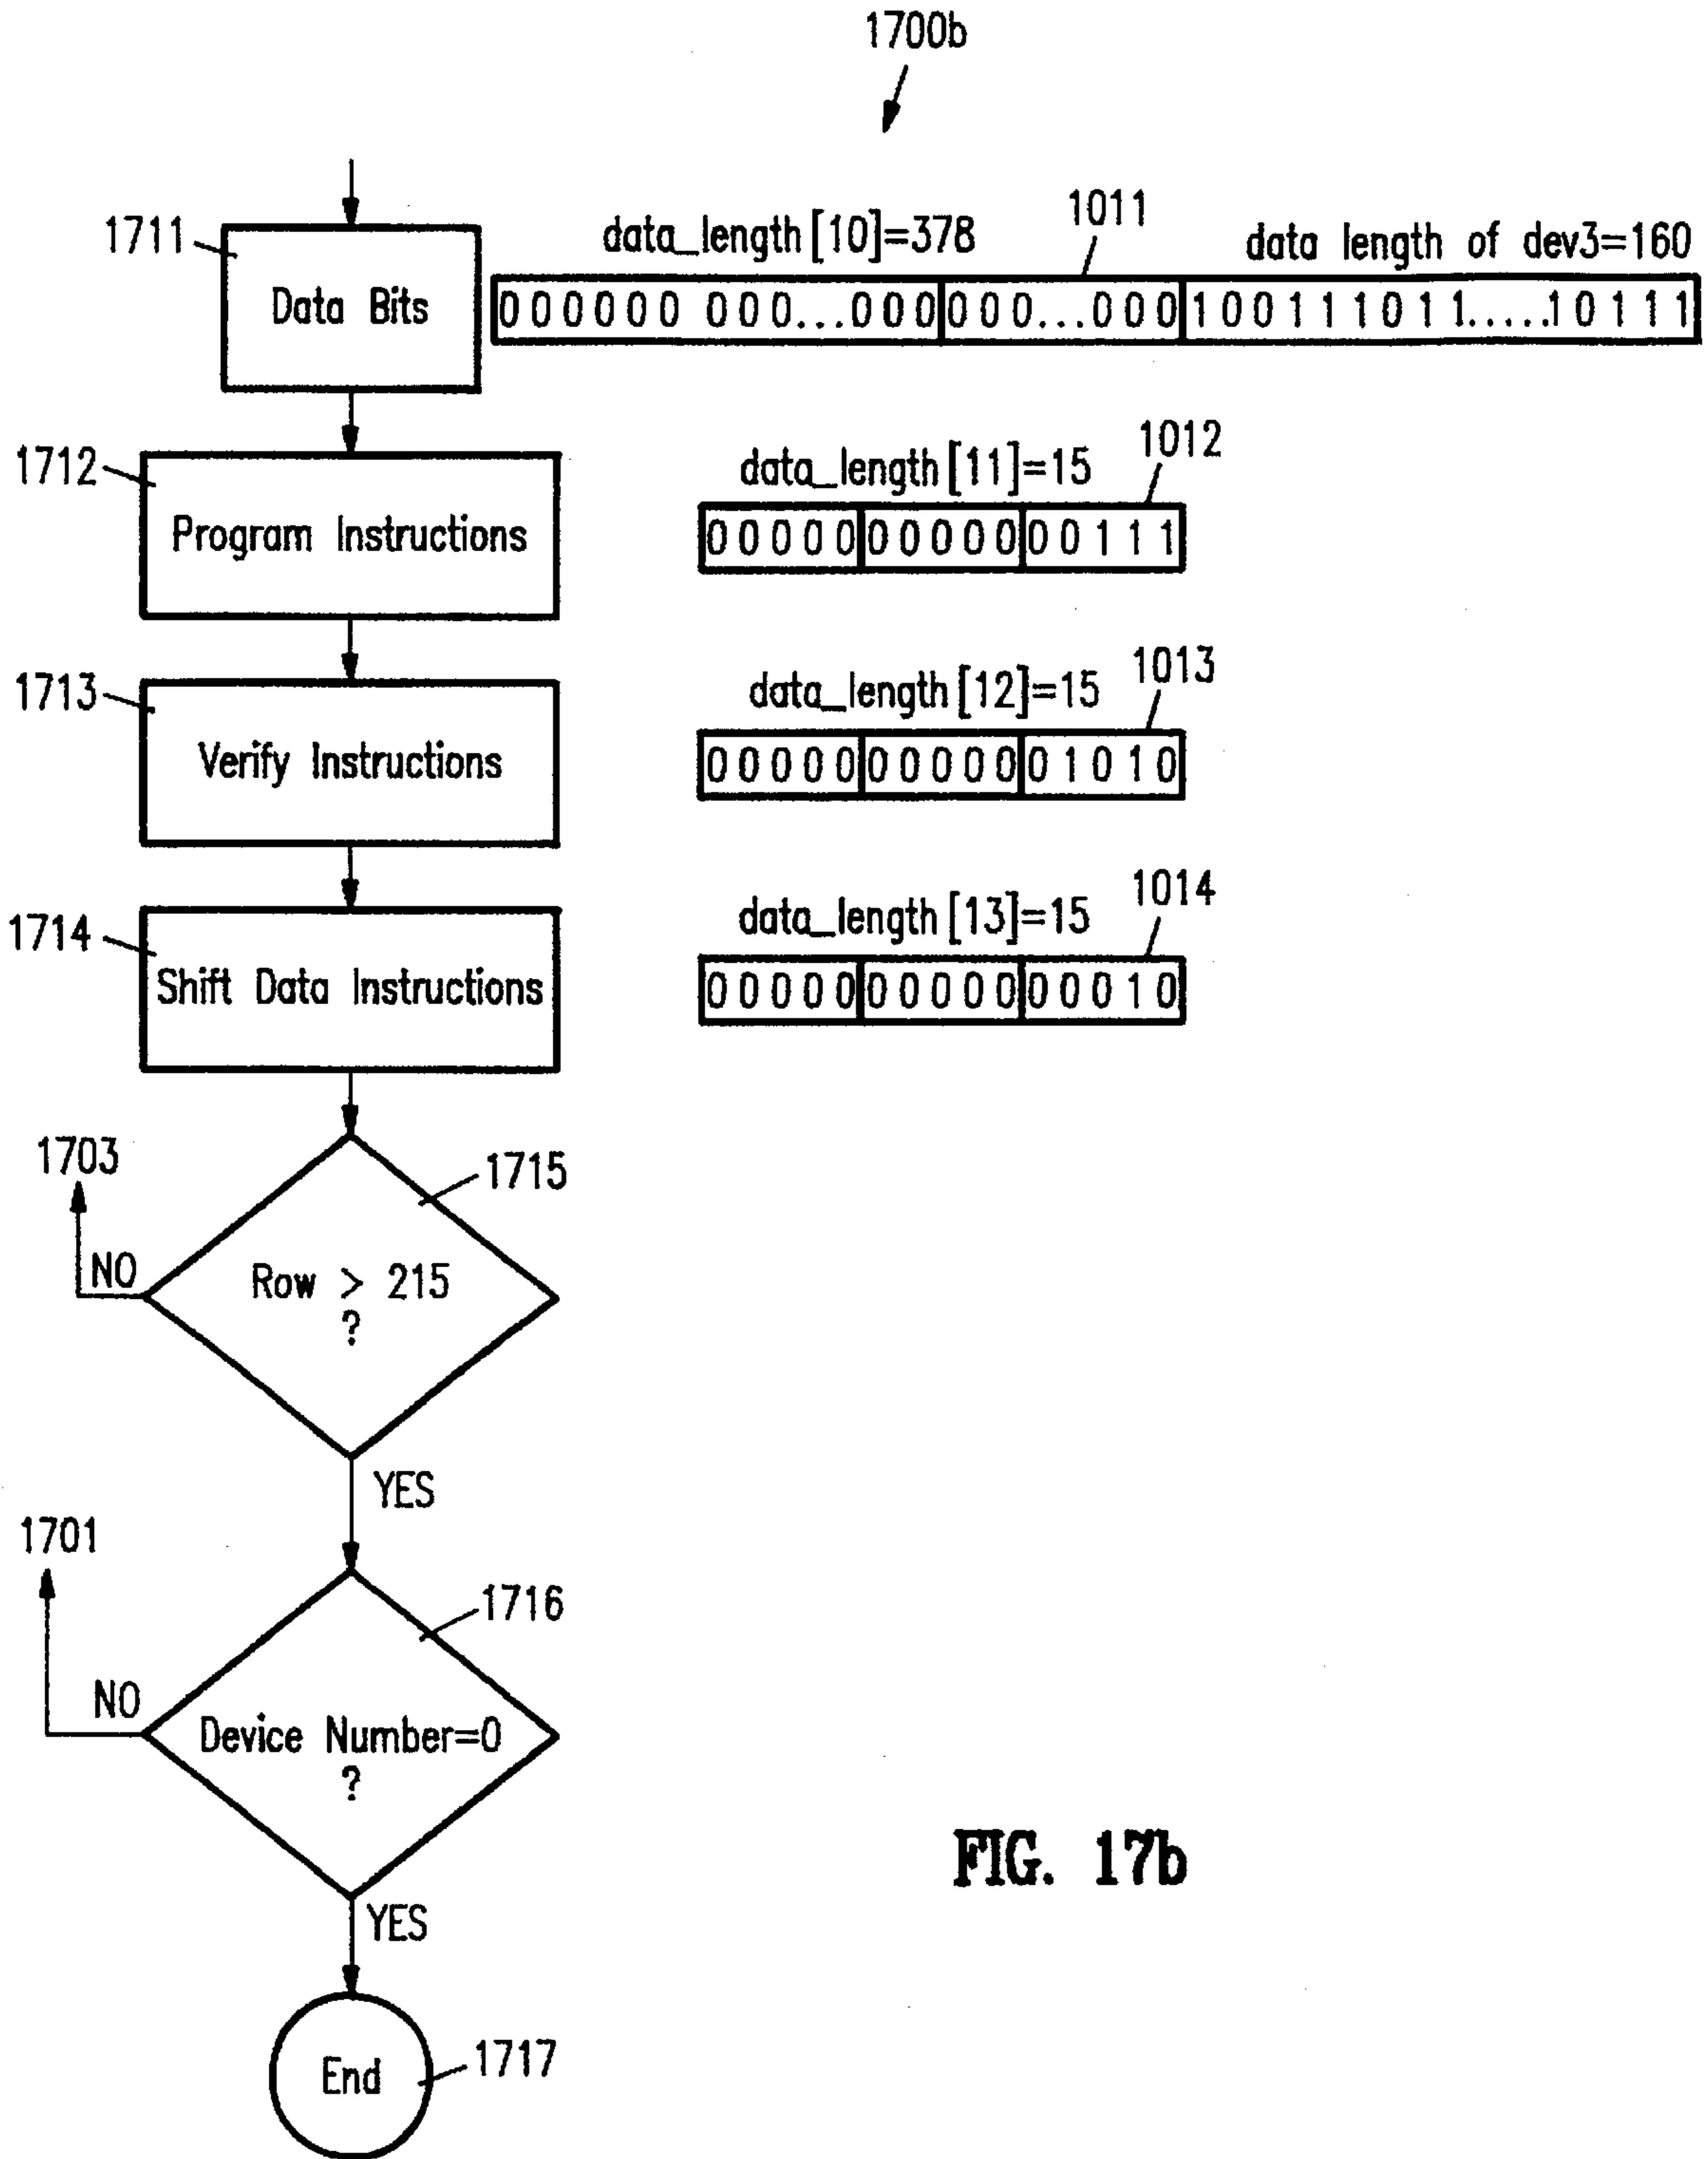 1700b
1711
Data Bits
data_length[10]=378
1011
data length of dev3=160
000000 000...000 000...000 100111011.....10111
1712
Program Instructions
data_length[11]=15
1012
00000 00000 00111
1713
Verify Instructions
data_length[12]=15
1013
00000 00000 01010
1714
Shift Data Instructions
data_length[13]=15
1014
00000 00000 00010
1703
1715
NO
Row > 215
?
YES
1701
1716
NO
Device Number=0
?
YES
End
1717
FIG. 17b